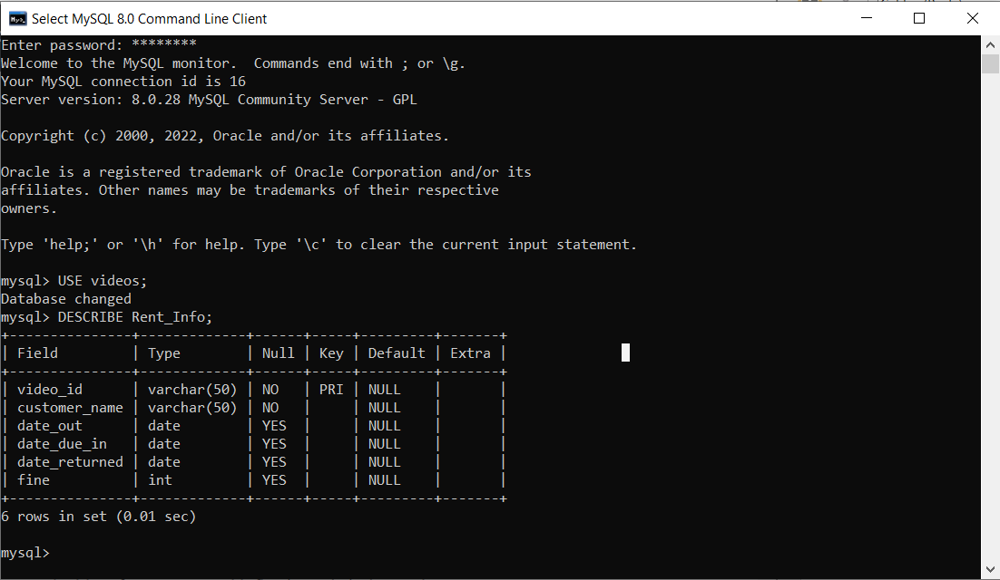 Select MySQL 8.0 Command Line Client
Enter password: ********
Welcome to the MySQL monitor.  Commands end with ; or \g.
Your MySQL connection id is 16
Server version: 8.0.28 MySQL Community Server - GPL

Copyright (c) 2000, 2022, Oracle and/or its affiliates.

Oracle is a registered trademark of Oracle Corporation and/or its
affiliates. Other names may be trademarks of their respective
owners.

Type 'help;' or '\h' for help. Type '\c' to clear the current input statement.

mysql> USE videos;
Database changed
mysql> DESCRIBE Rent_Info;
+---------------+-------------+------+-----+---------+-------+
| Field         | Type        | Null | Key | Default | Extra |
+---------------+-------------+------+-----+---------+-------+
| video_id      | varchar(50) | NO   | PRI | NULL    |       |
| customer_name | varchar(50) | NO   |     | NULL    |       |
| date_out      | date        | YES  |     | NULL    |       |
| date_due_in   | date        | YES  |     | NULL    |       |
| date_returned | date        | YES  |     | NULL    |       |
| fine          | int         | YES  |     | NULL    |       |
+---------------+-------------+------+-----+---------+-------+
6 rows in set (0.01 sec)

mysql>